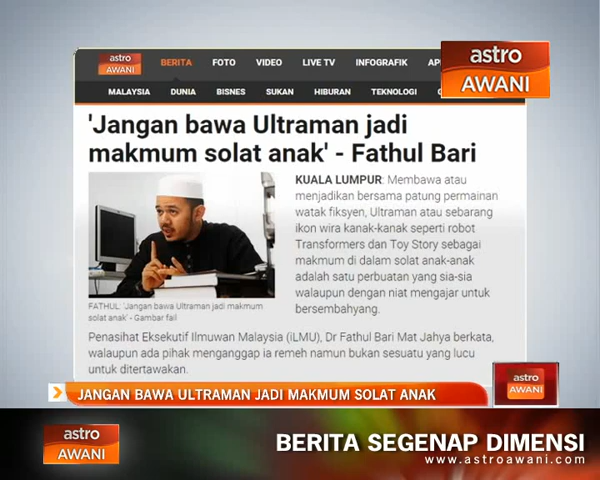 astro
AWANI
BERITA FOTO VIDEO LIVE TV INFOGRAFIK
astro
AWANI
MALAYSIA DUNIA BISNES SUKAN HIBURAN TEKNOLOGI
'Jangan bawa Ultraman jadi
makmum solat anak' - Fathul Bari
KUALA LUMPUR: Membawa atau
menjadikan bersama patung permainan
watak fiksyen, Ultraman atau sebarang
ikon wira kanak-kanak seperti robot
Transformers dan Toy Story sebagai
makmum di dalam solat anak-anak
adalah satu perbuatan yang sia-sia
walaupun dengan niat mengajar untuk
bersembahyang.
FATHUL: 'Jangan bawa Ultraman jadi makmum
solat anak' - Gambar fail
Penasihat Eksekutif Ilmuwan Malaysia (iLMU), Dr Fathul Bari Mat Jahya berkata,
walaupun ada pihak menganggap ia remeh namun bukan sesuatu yang lucu
untuk ditertawakan.
JANGAN BAWA ULTRAMAN JADI MAKMUM SOLAT ANAK
astro
AWANI
astro
AWANI
BERITA SEGENAP DIMENSI
www.astroawani.com